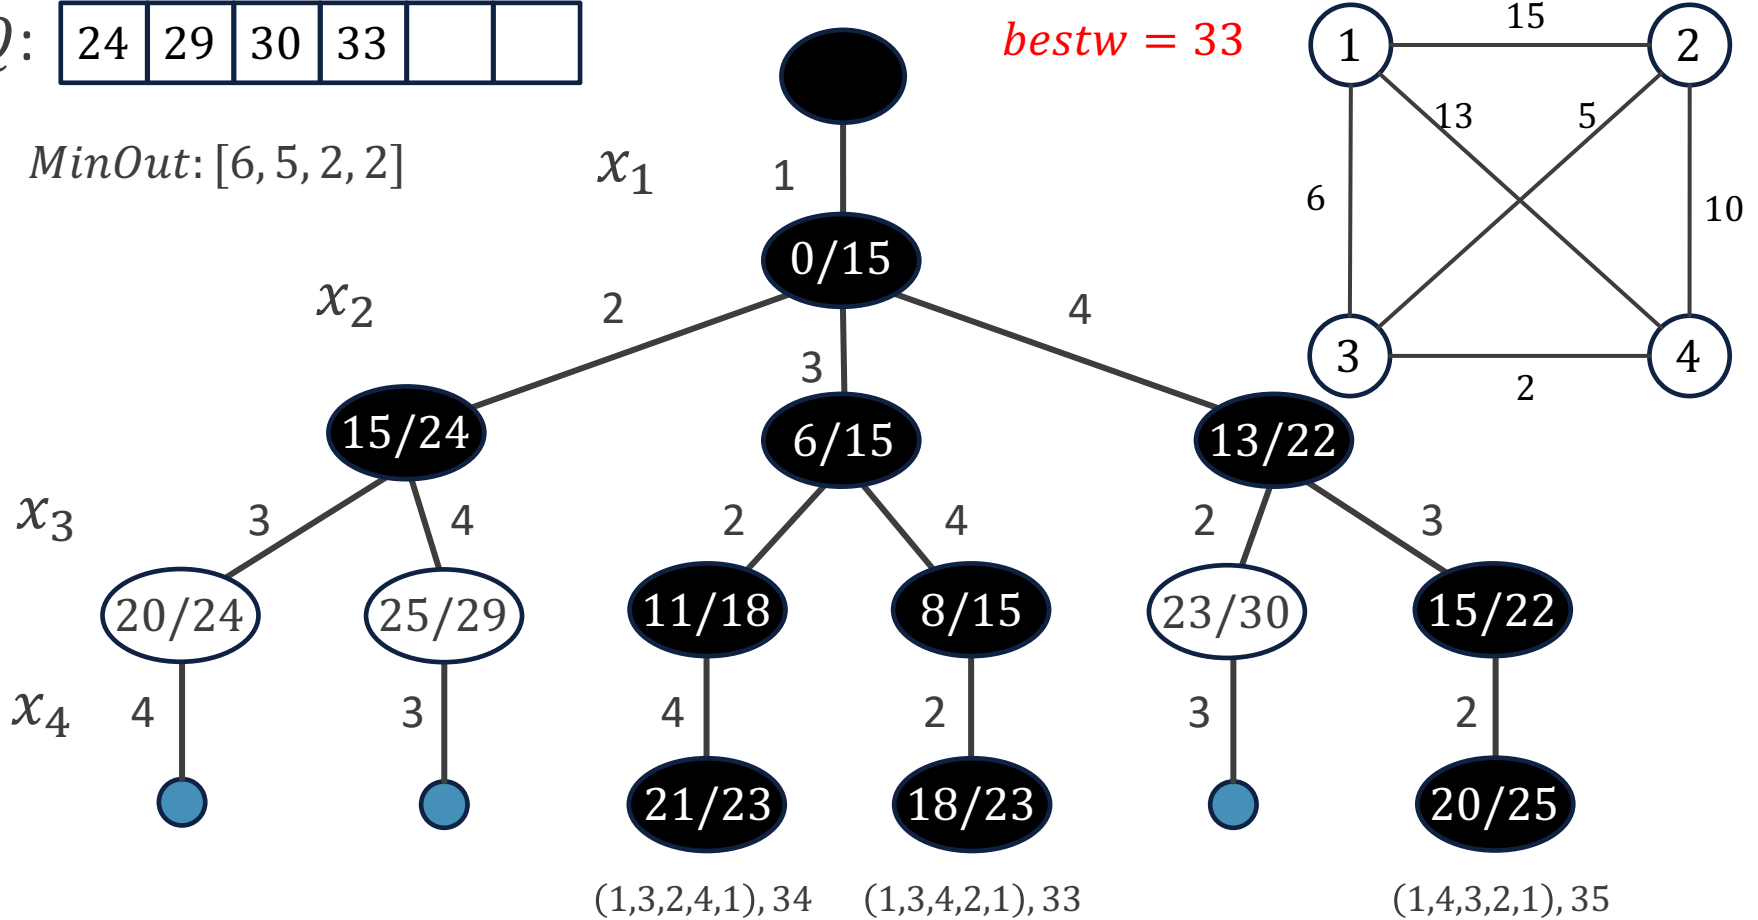 Q: 24 29 30 33
bestw = 33
MinOut: [6, 5, 2, 2]
x1 1
0/15
x2 2 3 4
15/24 6/15 13/22
x3 3 4 2 4 2 3
20/24 25/29 11/18 8/15 23/30 15/22
x4 4 3 4 2 3 2
21/23 18/23 20/25
(1,3,2,4,1), 34 (1,3,4,2,1), 33 (1,4,3,2,1), 35
1 15 2
13 5
6 10
3 2 4